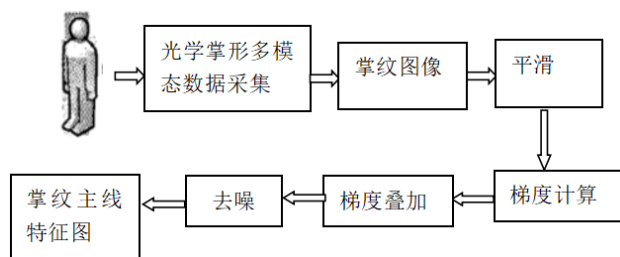 光学掌形多模
态数据采集
掌纹图像
平滑
梯度计算
梯度叠加
去噪
掌纹主线
特征图